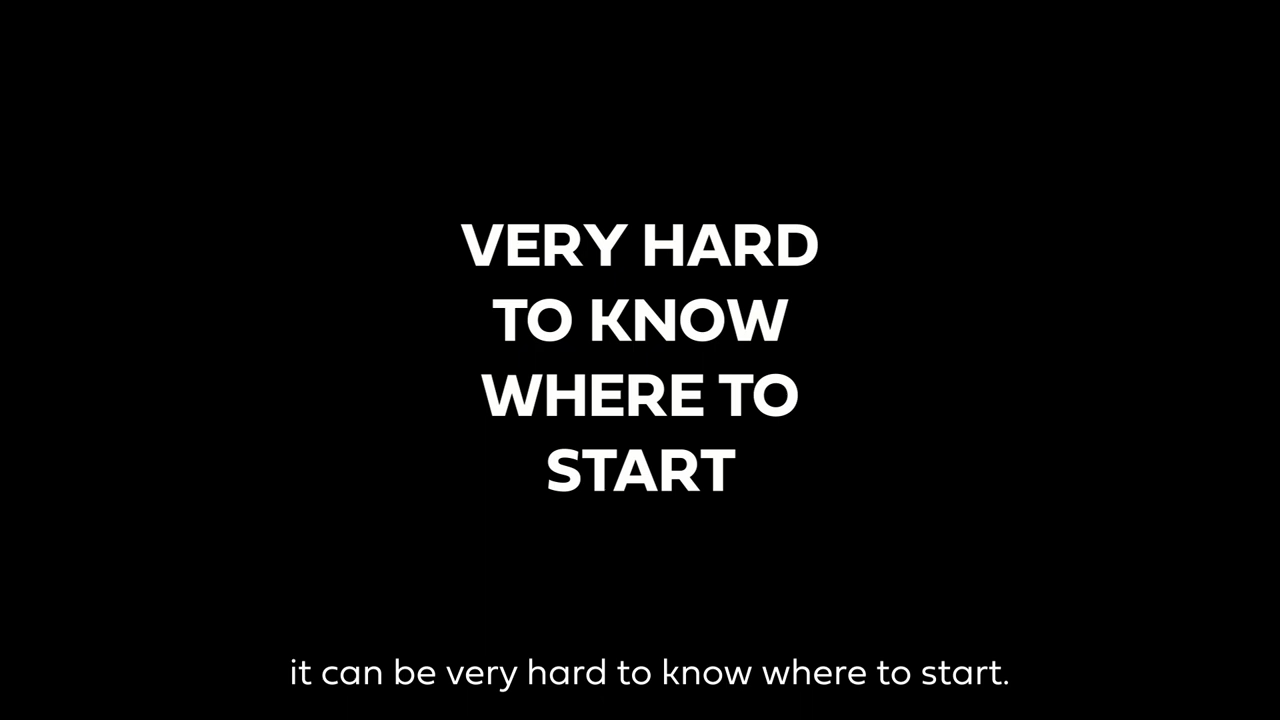 VERY HARD
TO KNOW
WHERE TO
START
it can be very hard to know where to start.